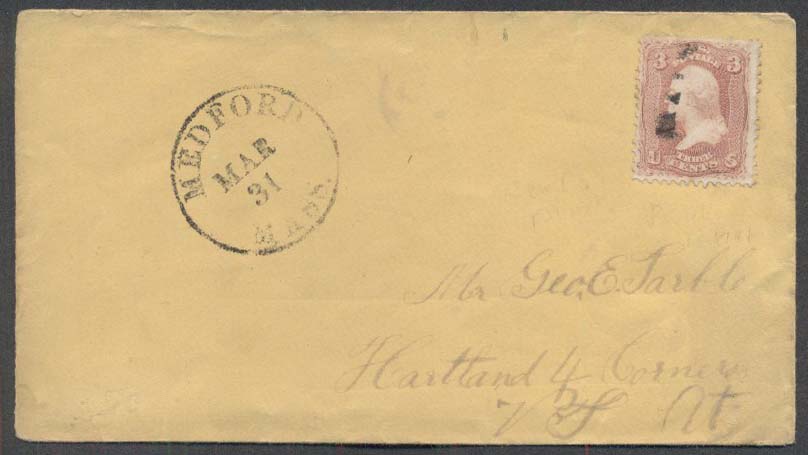 MEDFORD
MAR
31
MASS.
3 POSTAGE 3
U THREE S
CENTS
Mr Geo. E. Tarble
Hartland 4 Corners
Vt